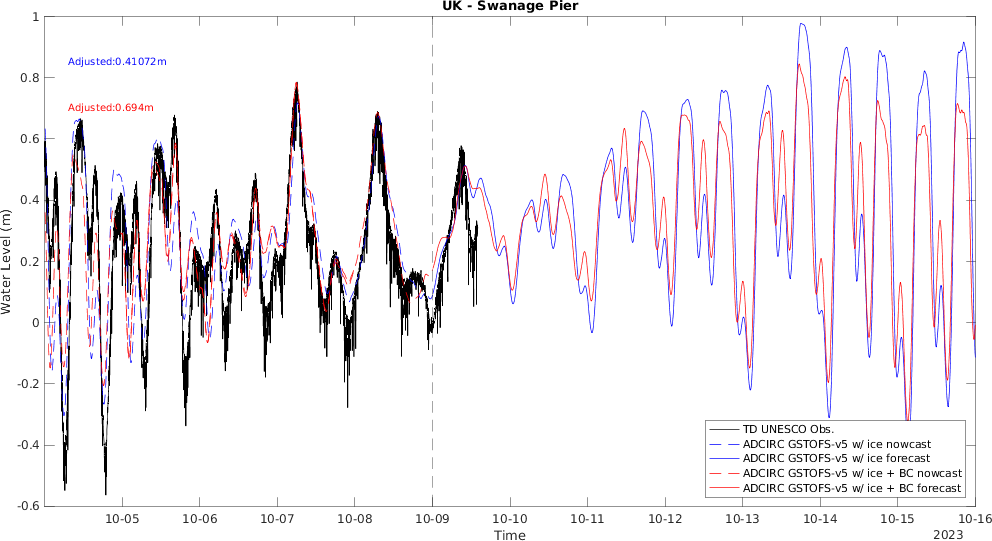 UK - Swanage Pier
Adjusted:0.41072m
Adjusted:0.694m
Water Level (m)
1
0.8
0.6
0.4
0.2
0
-0.2
-0.4
-0.6
10-05 10-06 10-07 10-08 10-09 10-10 10-11 10-12 10-13 10-14 10-15 10-16
Time
2023
TD UNESCO Obs.
ADCIRC GSTOFS-v5 w/ ice nowcast
ADCIRC GSTOFS-v5 w/ ice forecast
ADCIRC GSTOFS-v5 w/ ice + BC nowcast
ADCIRC GSTOFS-v5 w/ ice + BC forecast